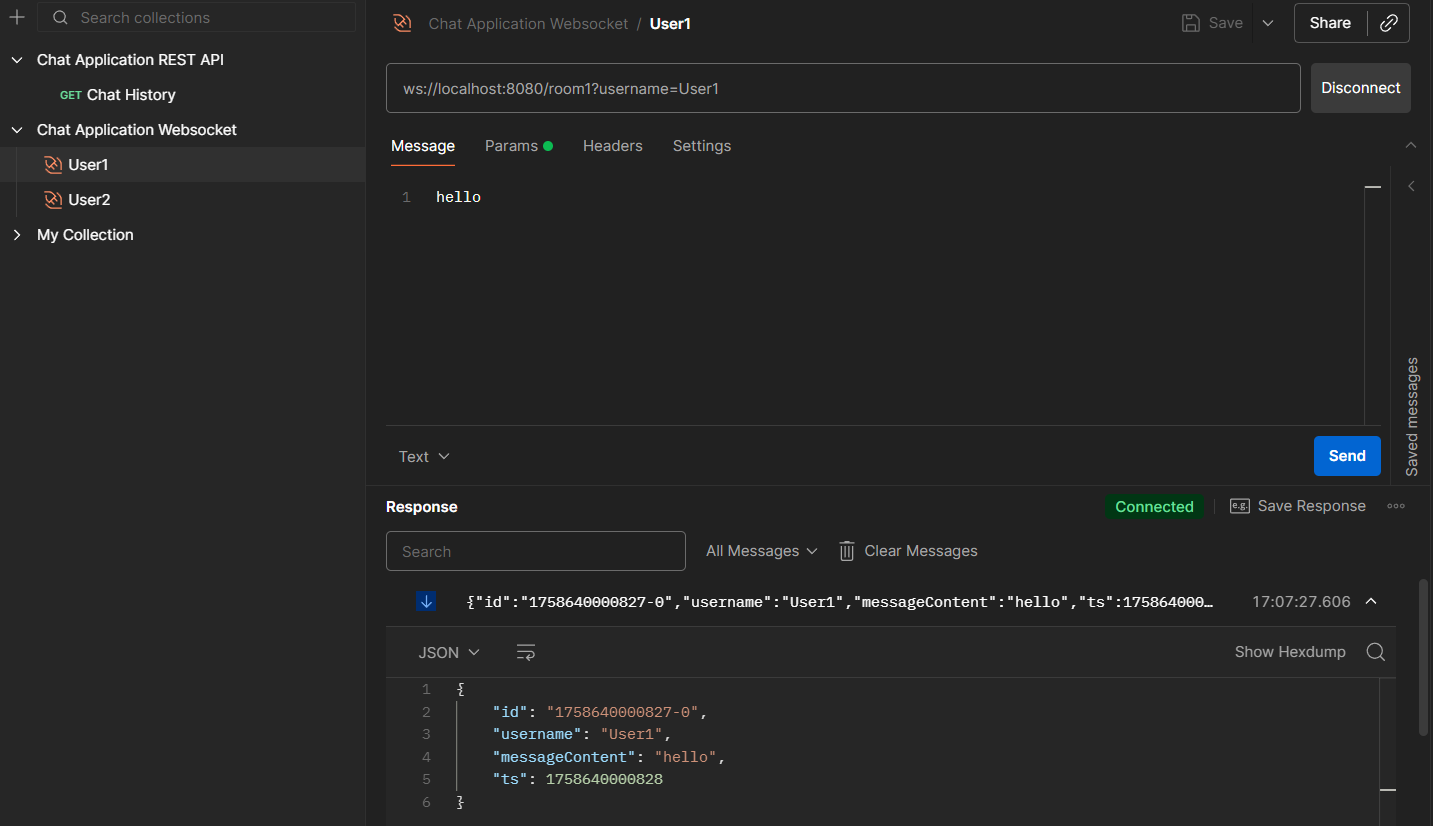 Search collections
Chat Application REST API
GET Chat History
Chat Application Websocket
User1
User2
My Collection
Chat Application Websocket / User1
Save
Share
ws://localhost:8080/room1?username=User1
Disconnect
Message Params Headers Settings
1 hello
Saved messages
Text
Send
Response
Connected
e.g. Save Response
Search
All Messages
Clear Messages
{"id":"1758640000827-0","username":"User1","messageContent":"hello","ts":175864000… 17:07:27.606
JSON
Show Hexdump
1 {
2 "id": "1758640000827-0",
3 "username": "User1",
4 "messageContent": "hello",
5 "ts": 1758640000828
6 }